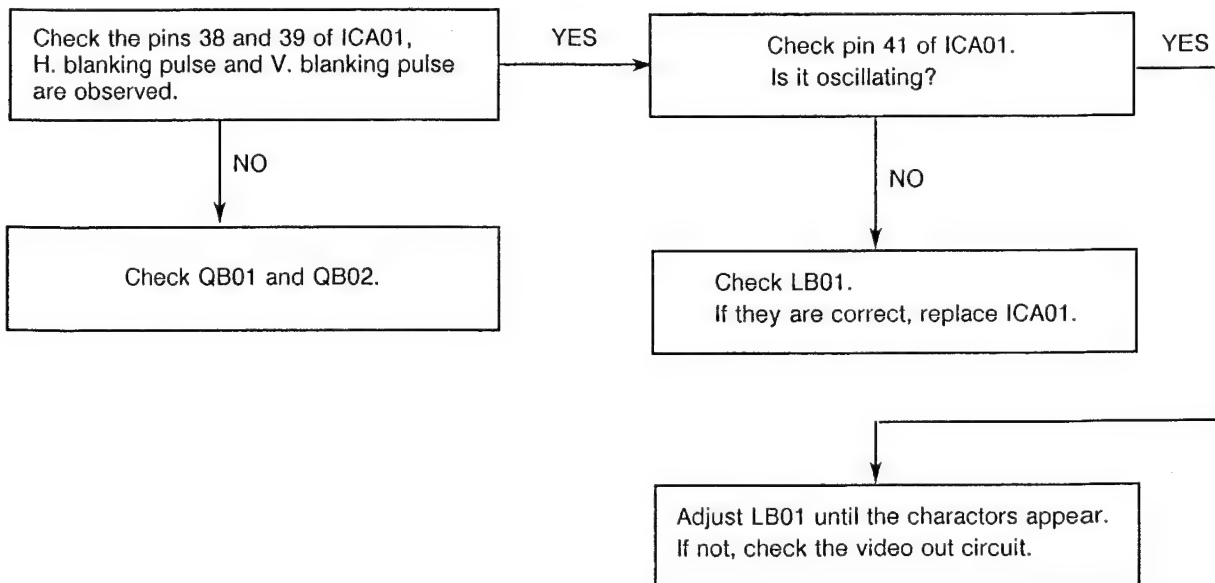 Check the pins 38 and 39 of ICA01,
H. blanking pulse and V. blanking pulse
are observed.
YES
Check pin 41 of ICA01.
Is it oscillating?
YES
NO
NO
Check QB01 and QB02.
Check LB01.
If they are correct, replace ICA01.
Adjust LB01 until the charactors appear.
If not, check the video out circuit.